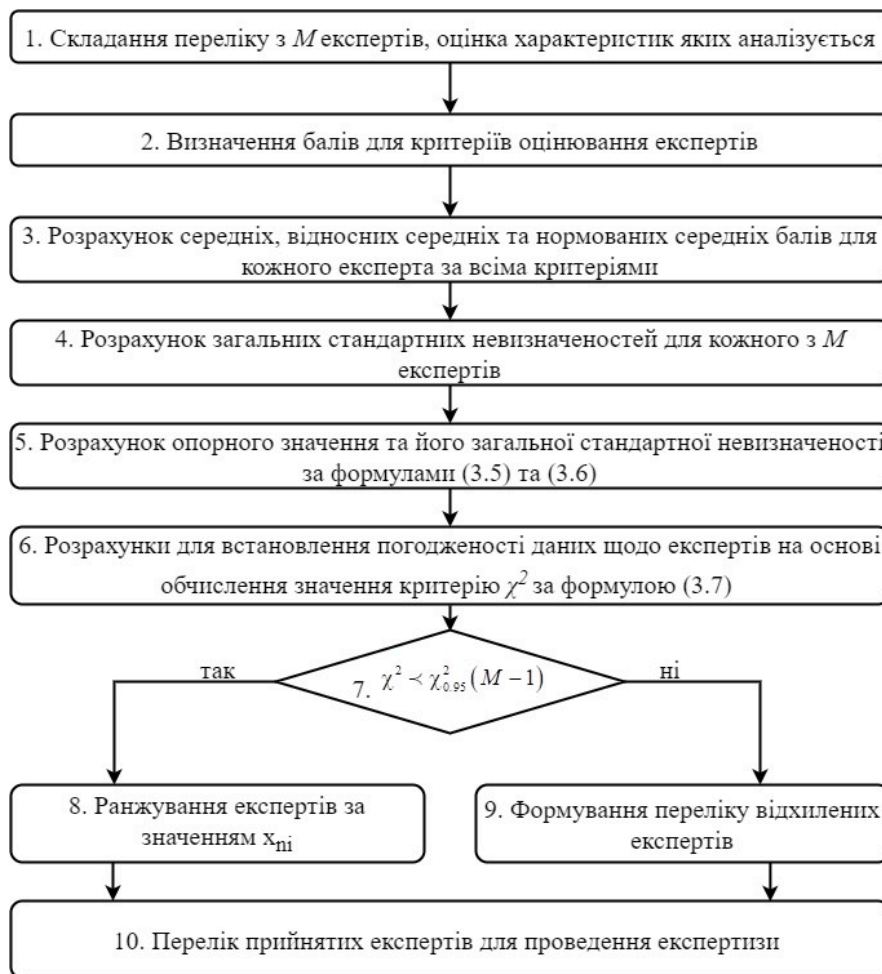 1. Складання переліку з M експертів, оцінка характеристик яких аналізується
2. Визначення балів для критеріїв оцінювання експертів
3. Розрахунок середніх, відносних середніх та нормованих середніх балів для
кожного експерта за всіма критеріями
4. Розрахунок загальних стандартних невизначеностей для кожного з M
експертів
5. Розрахунок опорного значення та його загальної стандартної невизначеності
за формулами (3.5) та (3.6)
6. Розрахунки для встановлення погодженості даних щодо експертів на основі
обчислення значення критерію χ² за формулою (3.7)
так
7. χ² ≺ χ²₀.₉₅(M − 1)
ні
8. Ранжування експертів за
значенням xni
9. Формування переліку відхилених
експертів
10. Перелік прийнятих експертів для проведення експертизи